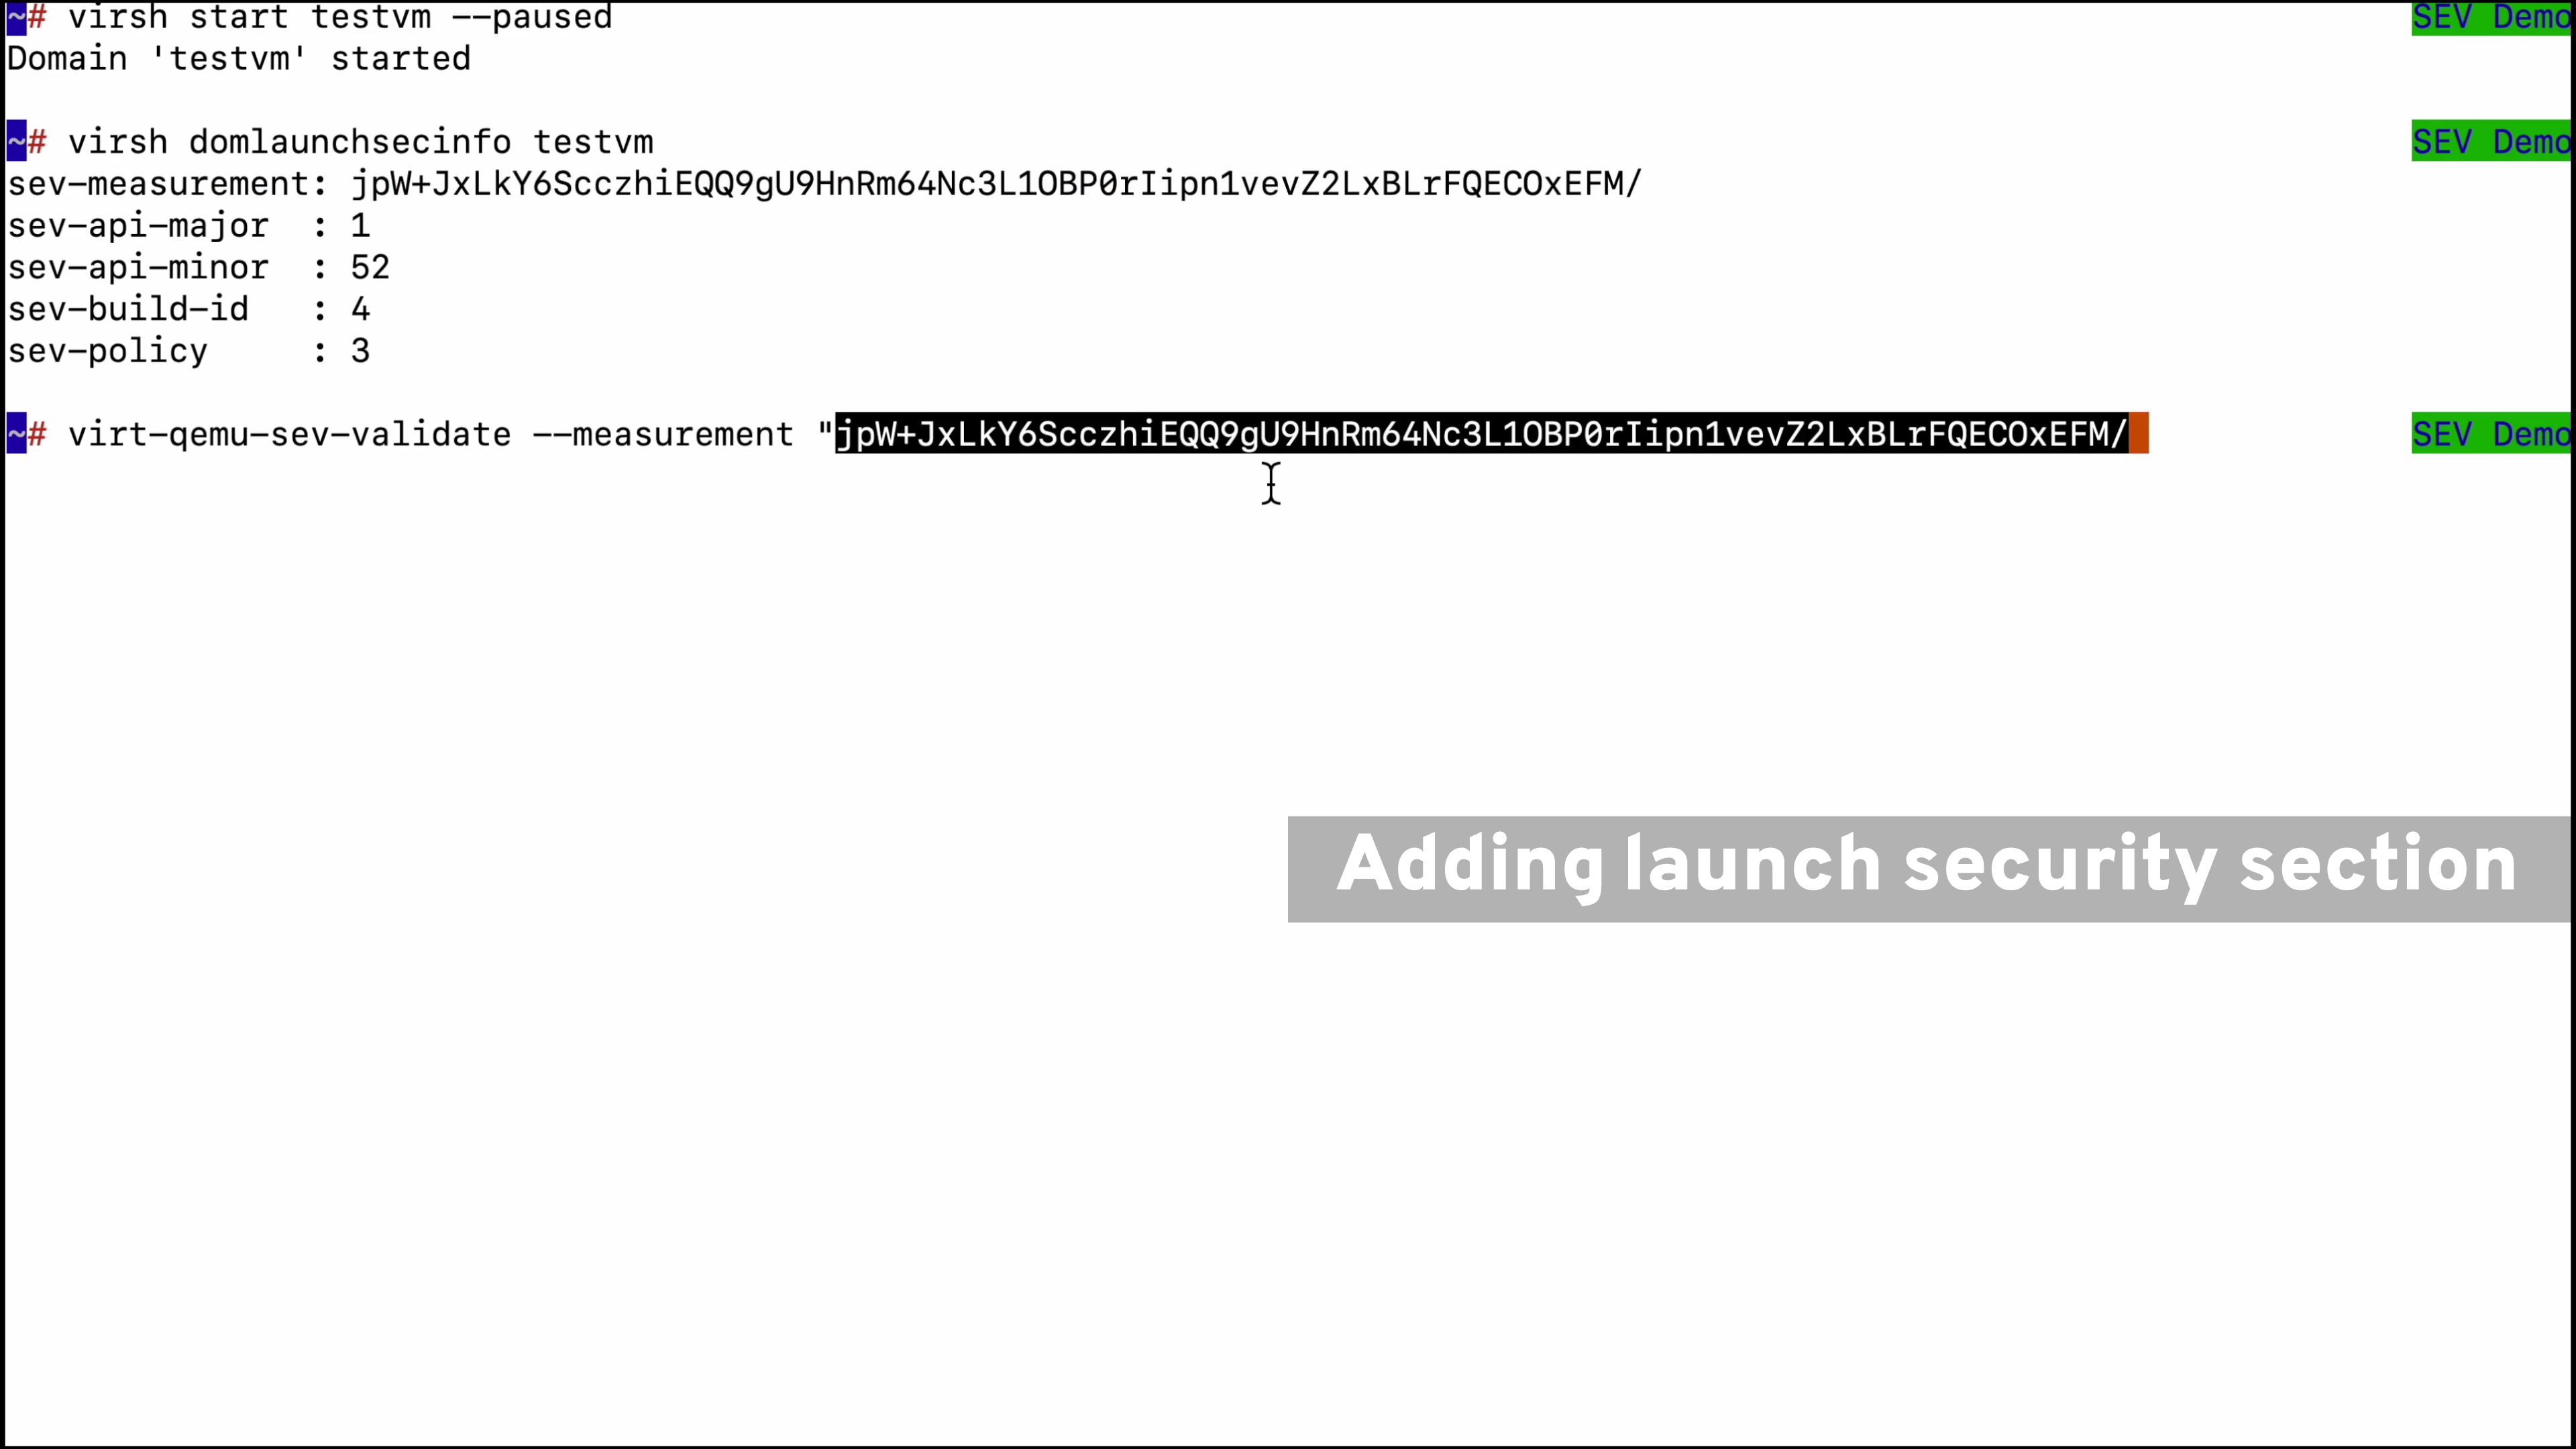 ~# virsh start testvm --paused SEV Demo
Domain 'testvm' started
~# virsh domlaunchsecinfo testvm SEV Demo
sev-measurement: jpW+JxLkY6ScczhiEQQ9gU9HnRm64Nc3L1OBP0rIipn1vevZ2LxBLrFQECOxEFM/
sev-api-major : 1
sev-api-minor : 52
sev-build-id : 4
sev-policy : 3
~# virt-qemu-sev-validate --measurement "jpW+JxLkY6ScczhiEQQ9gU9HnRm64Nc3L1OBP0rIipn1vevZ2LxBLrFQECOxEFM/ SEV Demo
Adding launch security section